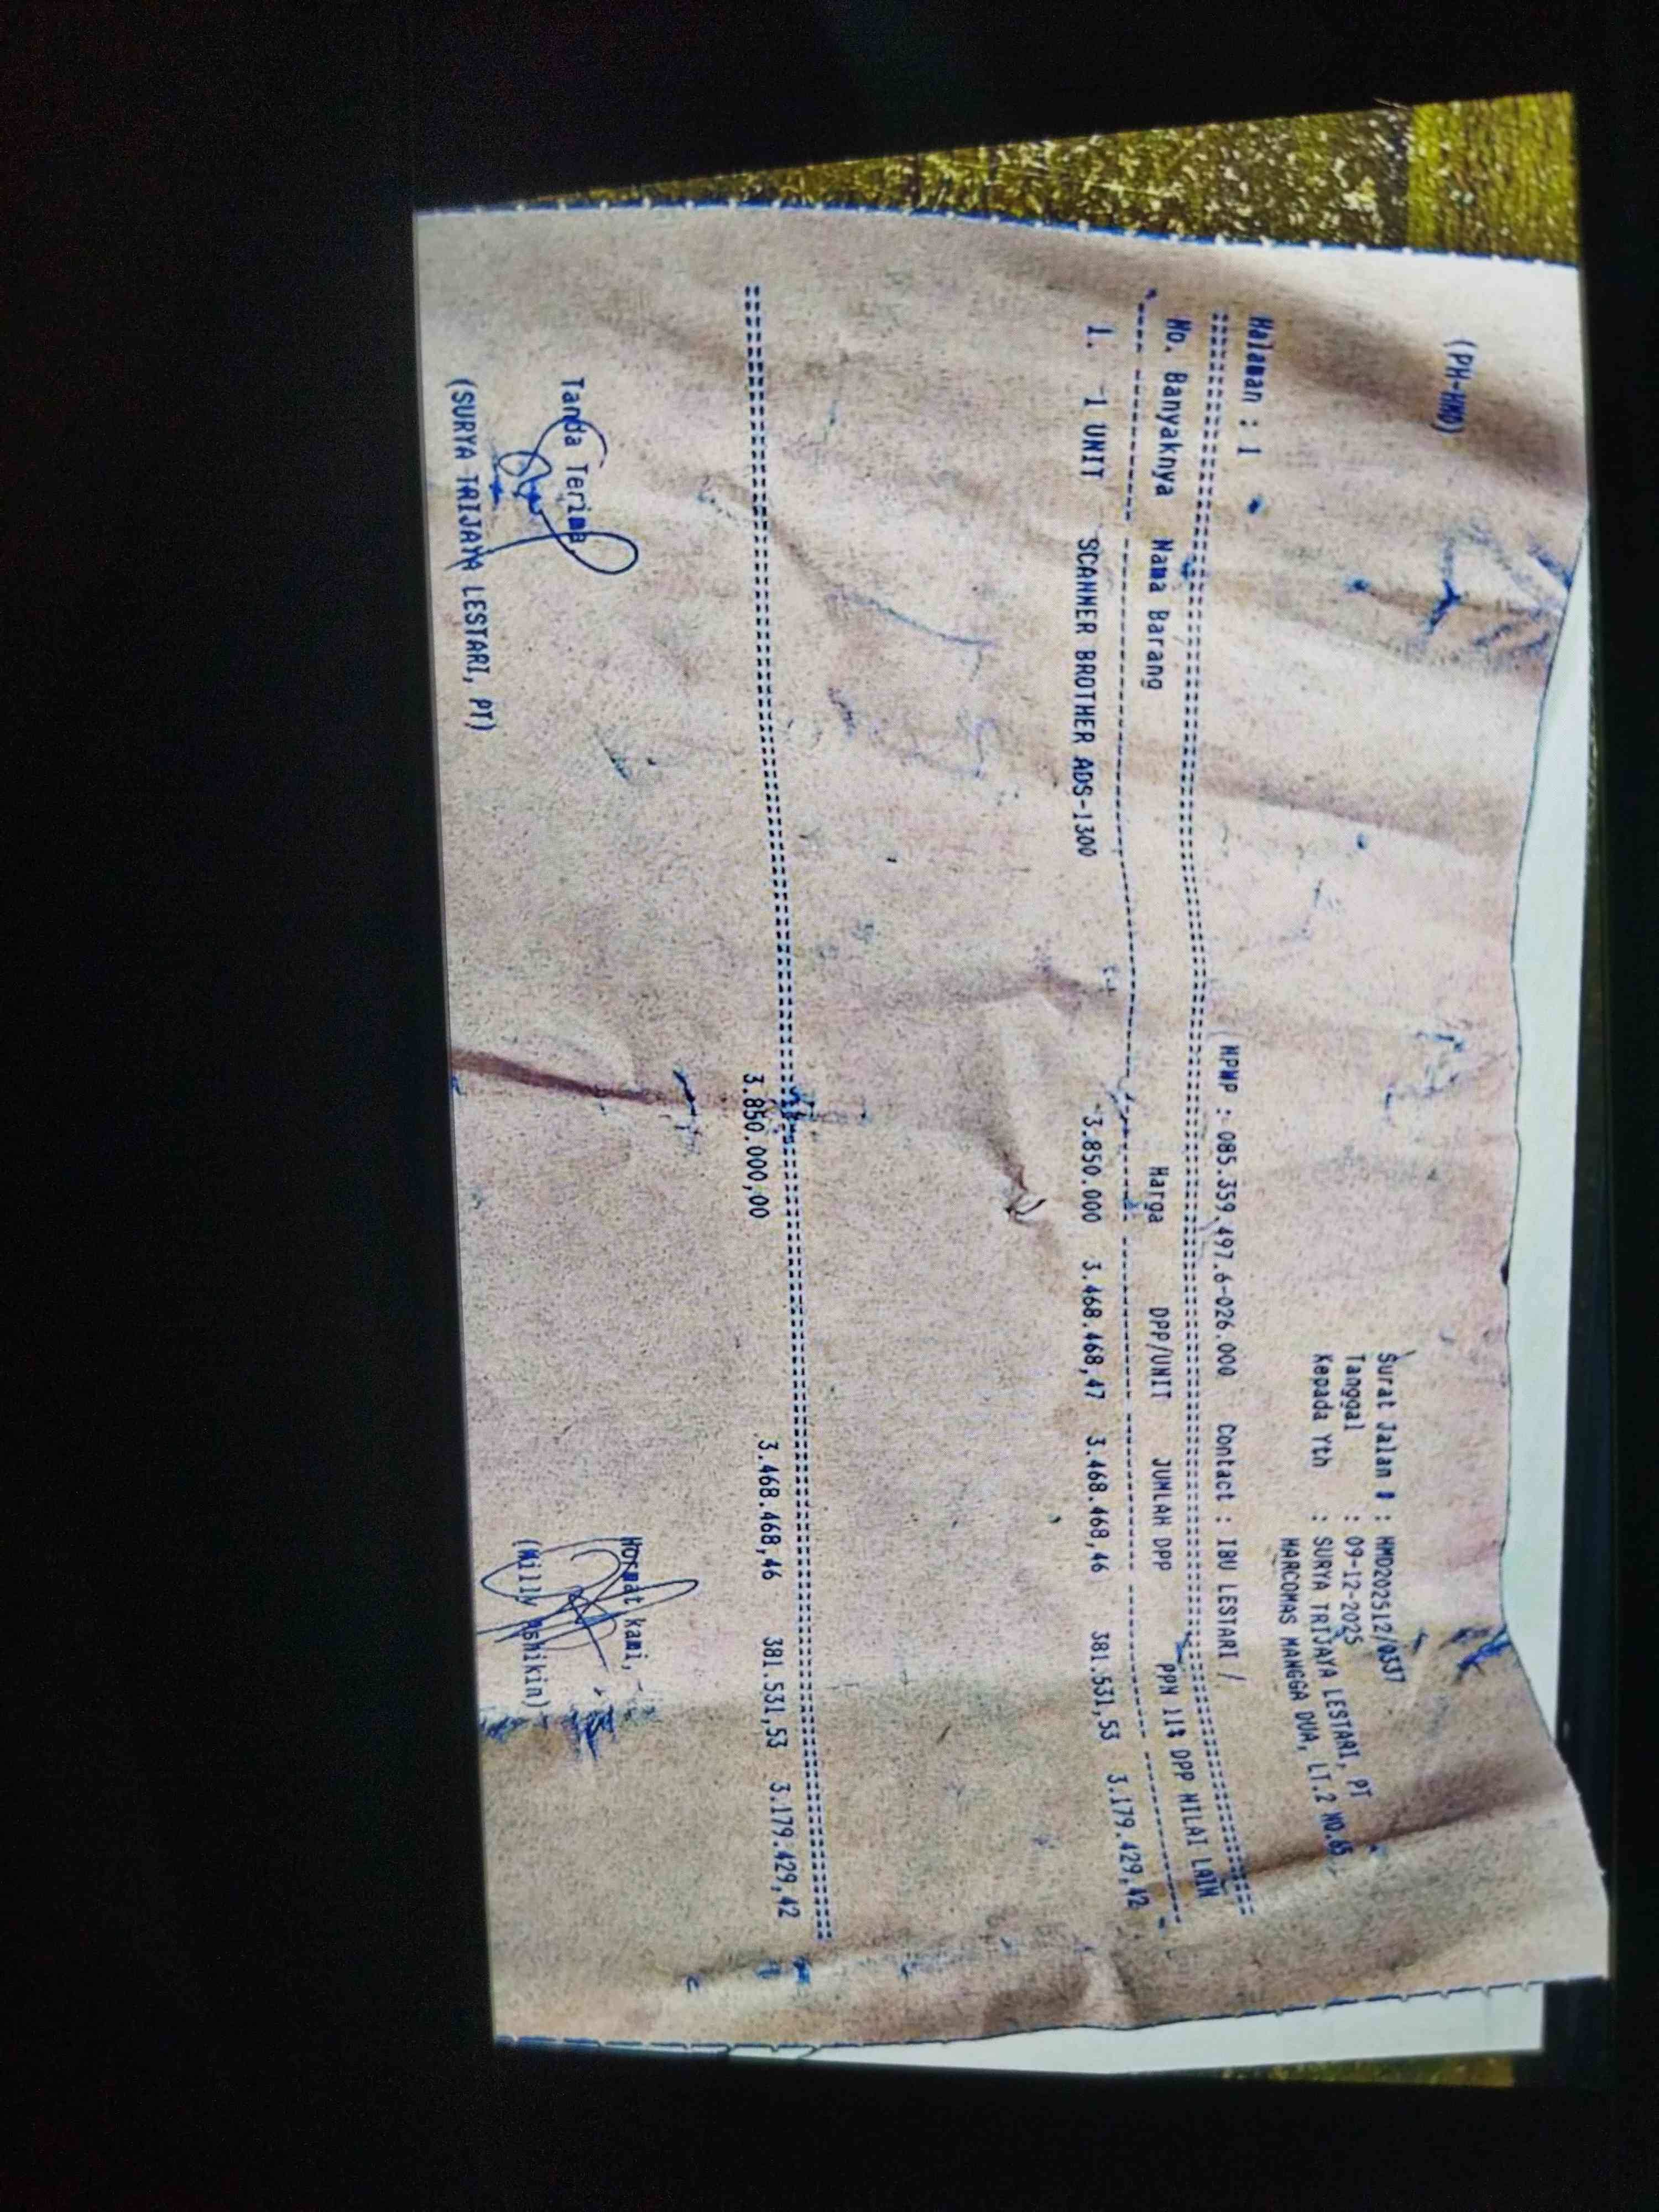 (PH-HMD)
Surat Jalan # : HMD202512/0337
Tanggal : 09-12-2025
Kepada Yth : SURYA TRIJAYA LESTARI, PT
HARCOMAS MANGGA DUA, LT.2 NO.65
Halaman : 1 NPWP : 085.359.497.6-026.000 Contact : IBU LESTARI /
No. Banyaknya Nama Barang Harga DPP/UNIT JUMLAH DPP PPN 11% DPP NILAI LAIN
1. 1 UNIT SCANNER BROTHER ADS-1300 3.850.000 3.468.468,47 3.468.468,46 381.531,53 3.179.429,42
3.850.000,00 3.468.468,46 381.531,53 3.179.429,42
Tanda Terima Hormat kami,
(SURYA TRIJAYA LESTARI, PT) (Milly Ashikin)